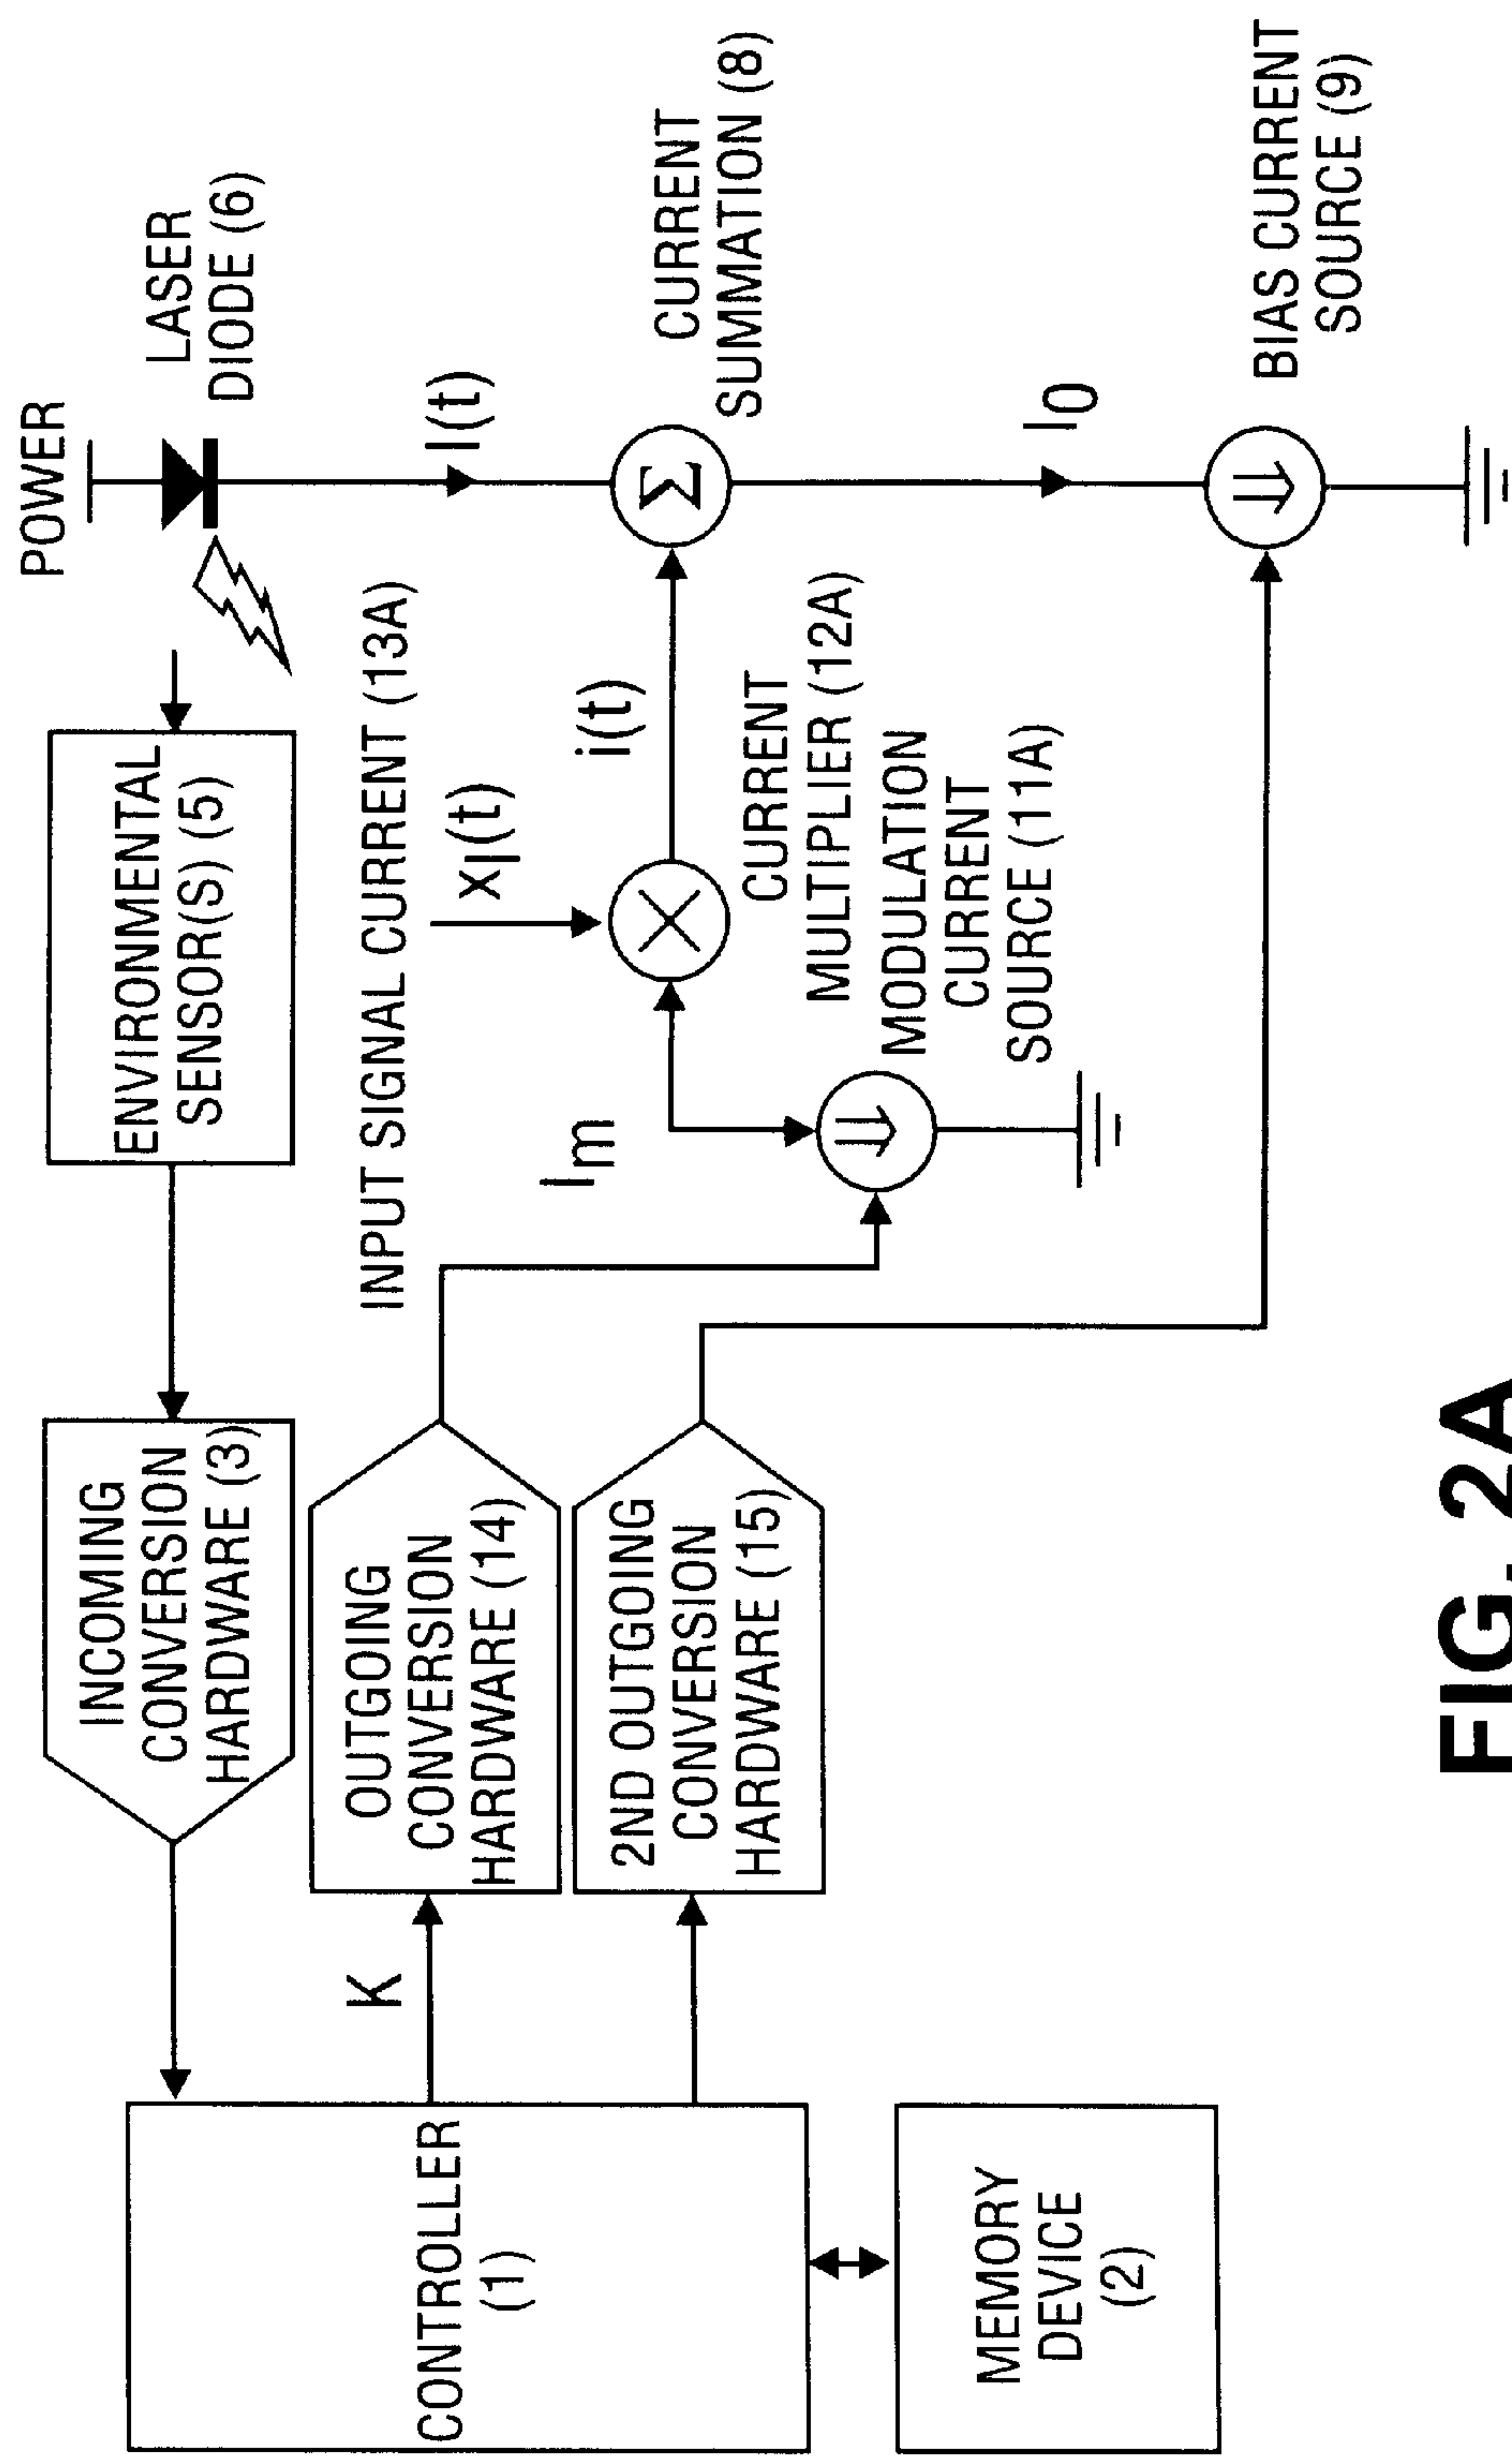 POWER
LASER
DIODE (6)
ENVIRONMENTAL
SENSOR(S) (5)
INCOMING
CONVERSION
HARDWARE (3)
I(t)
INPUT SIGNAL CURRENT (13A)
xI(t)
OUTGOING
CONVERSION
HARDWARE (14)
K
CONTROLLER
(1)
Σ
CURRENT
SUMMATION (8)
i(t)
Im
CURRENT
MULTIPLIER (12A)
MODULATION
CURRENT
SOURCE (11A)
2ND OUTGOING
CONVERSION
HARDWARE (15)
I0
MEMORY
DEVICE
(2)
BIAS CURRENT
SOURCE (9)
FIG. 2A